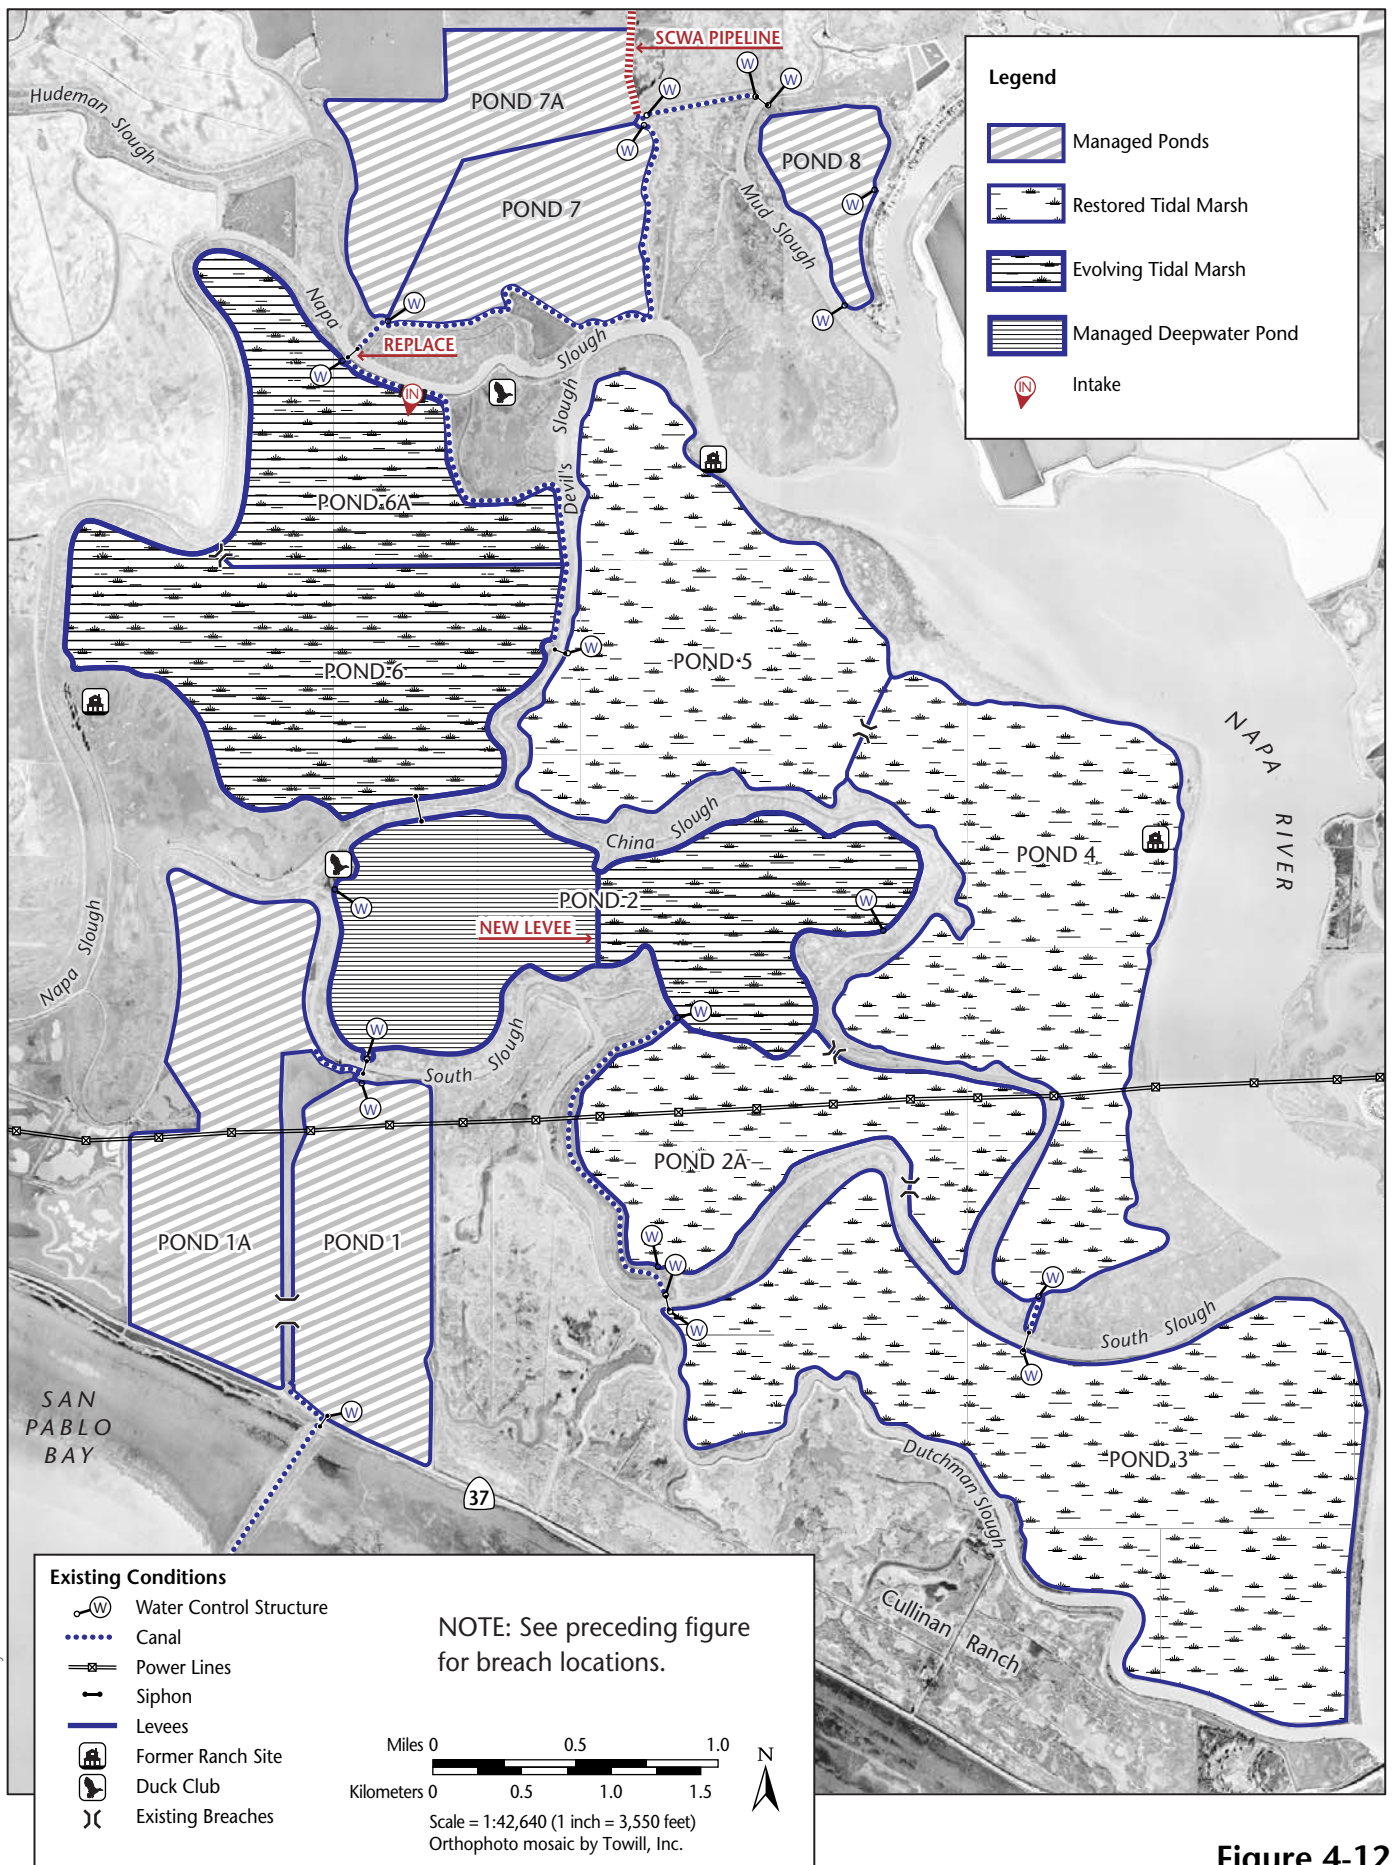 SCWA PIPELINE
W
W
W
W
Hudeman Slough
POND 7A
POND 8
W
POND 7
Mud Slough
Napa
W
W
REPLACE
Slough
W
IN
Slough
Devil's
POND 6A
POND 5
W
POND 6
NAPA
RIVER
China Slough
POND 4
POND 2
W
W
NEW LEVEE
Napa Slough
W
W
South Slough
W
POND 2A
POND 1A
POND 1
W
W
W
W
W
South Slough
SAN
PABLO
BAY
W
POND 3
Dutchman Slough
37
Cullinan Ranch
Legend
Managed Ponds
Restored Tidal Marsh
Evolving Tidal Marsh
Managed Deepwater Pond
IN Intake
Existing Conditions
W Water Control Structure
Canal
Power Lines
Siphon
Levees
Former Ranch Site
Duck Club
Existing Breaches
NOTE: See preceding figure
for breach locations.
Miles 0 0.5 1.0
Kilometers 0 0.5 1.0 1.5
N
Scale = 1:42,640 (1 inch = 3,550 feet)
Orthophoto mosaic by Towill, Inc.
Figure 4-12